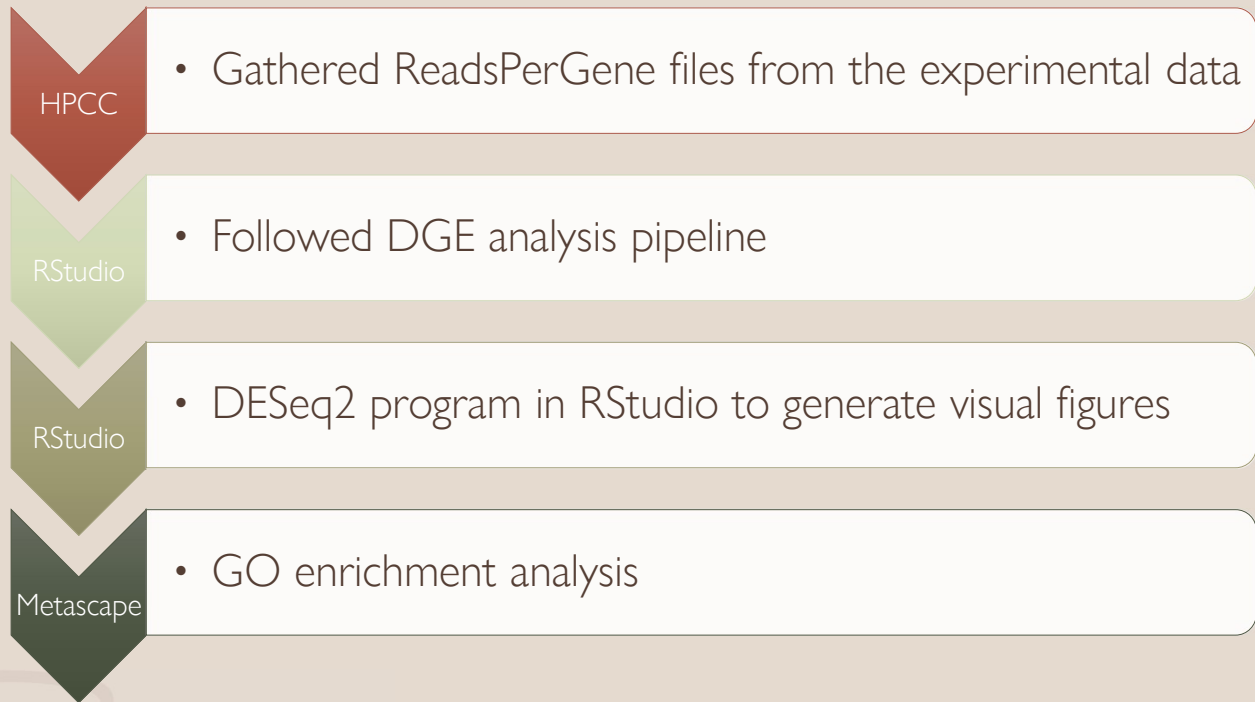 HPCC
• Gathered ReadsPerGene files from the experimental data
RStudio
• Followed DGE analysis pipeline
RStudio
• DESeq2 program in RStudio to generate visual figures
Metascape
• GO enrichment analysis